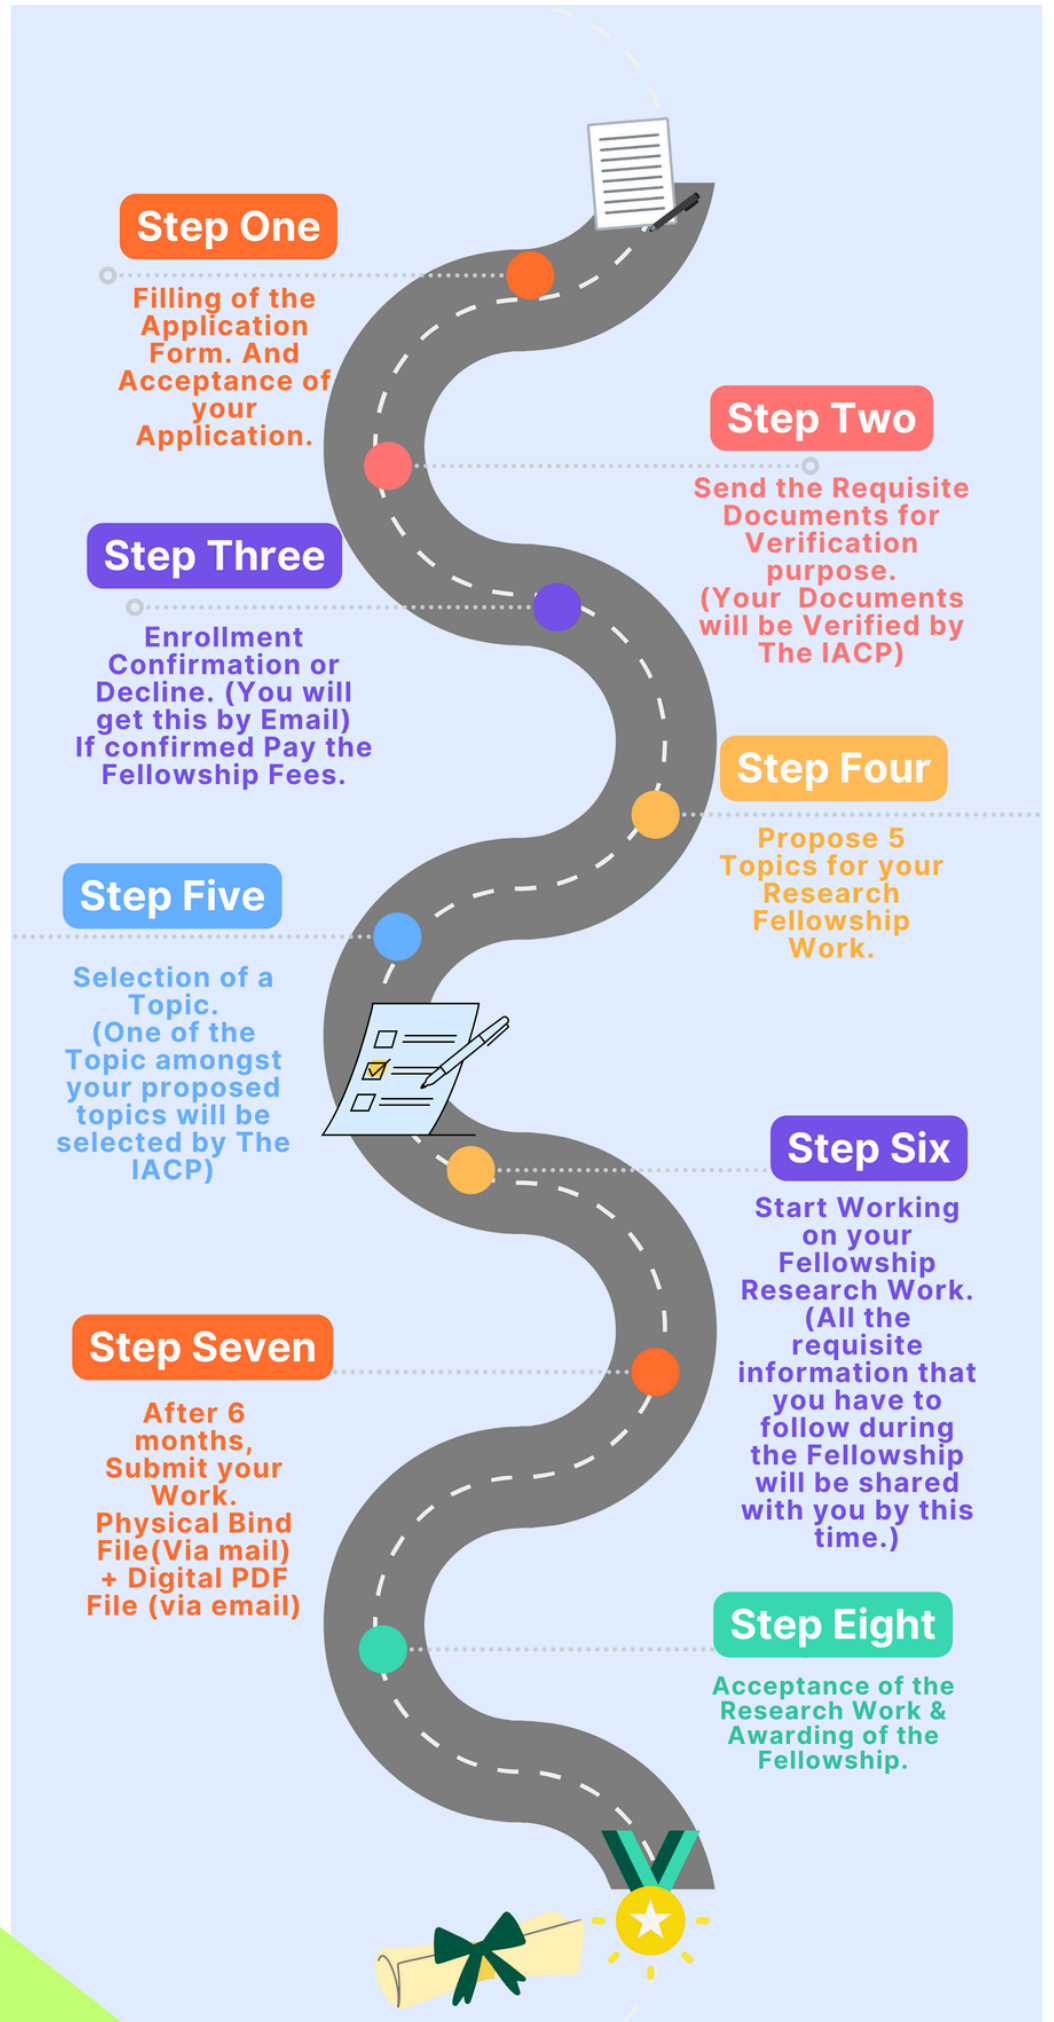 Step One
Filling of the
Application
Form. And
Acceptance of
your
Application.
Step Two
Send the Requisite
Documents for
Verification
purpose.
(Your  Documents
will be Verified by
The IACP)
Step Three
Enrollment
Confirmation or
Decline. (You will
get this by Email)
If confirmed Pay the
Fellowship Fees.
Step Four
Propose 5
Topics for your
Research
Fellowship
Work.
Step Five
Selection of a
Topic.
(One of the
Topic amongst
your proposed
topics will be
selected by The
IACP)
Step Six
Start Working
on your
Fellowship
Research Work.
(All the
requisite
information that
you have to
follow during
the Fellowship
will be shared
with you by this
time.)
Step Seven
After 6
months,
Submit your
Work.
Physical Bind
File(Via mail)
+ Digital PDF
File (via email)
Step Eight
Acceptance of the
Research Work &
Awarding of the
Fellowship.